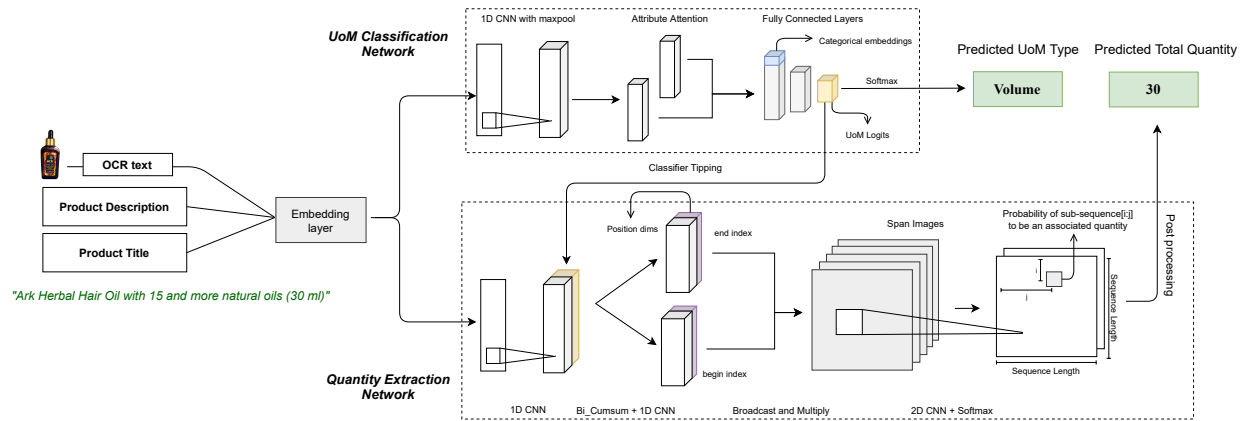 1D CNN with maxpool
Attribute Attention
Fully Connected Layers
UoM Classification
Network
Categorical embeddings
Predicted UoM Type
Predicted Total Quantity
Softmax
Volume
30
UoM Logits
OCR text
Classifier Tipping
Product Description
Embedding
layer
Product Title
"Ark Herbal Hair Oil with 15 and more natural oils (30 ml)"
Position dims
end index
Span Images
Probability of sub-sequence[i:j]
to be an associated quantity
i
j
Sequence Length
Sequence Length
Post processing
begin index
Quantity Extraction
Network
1D CNN
Bi_Cumsum + 1D CNN
Broadcast and Multiply
2D CNN + Softmax